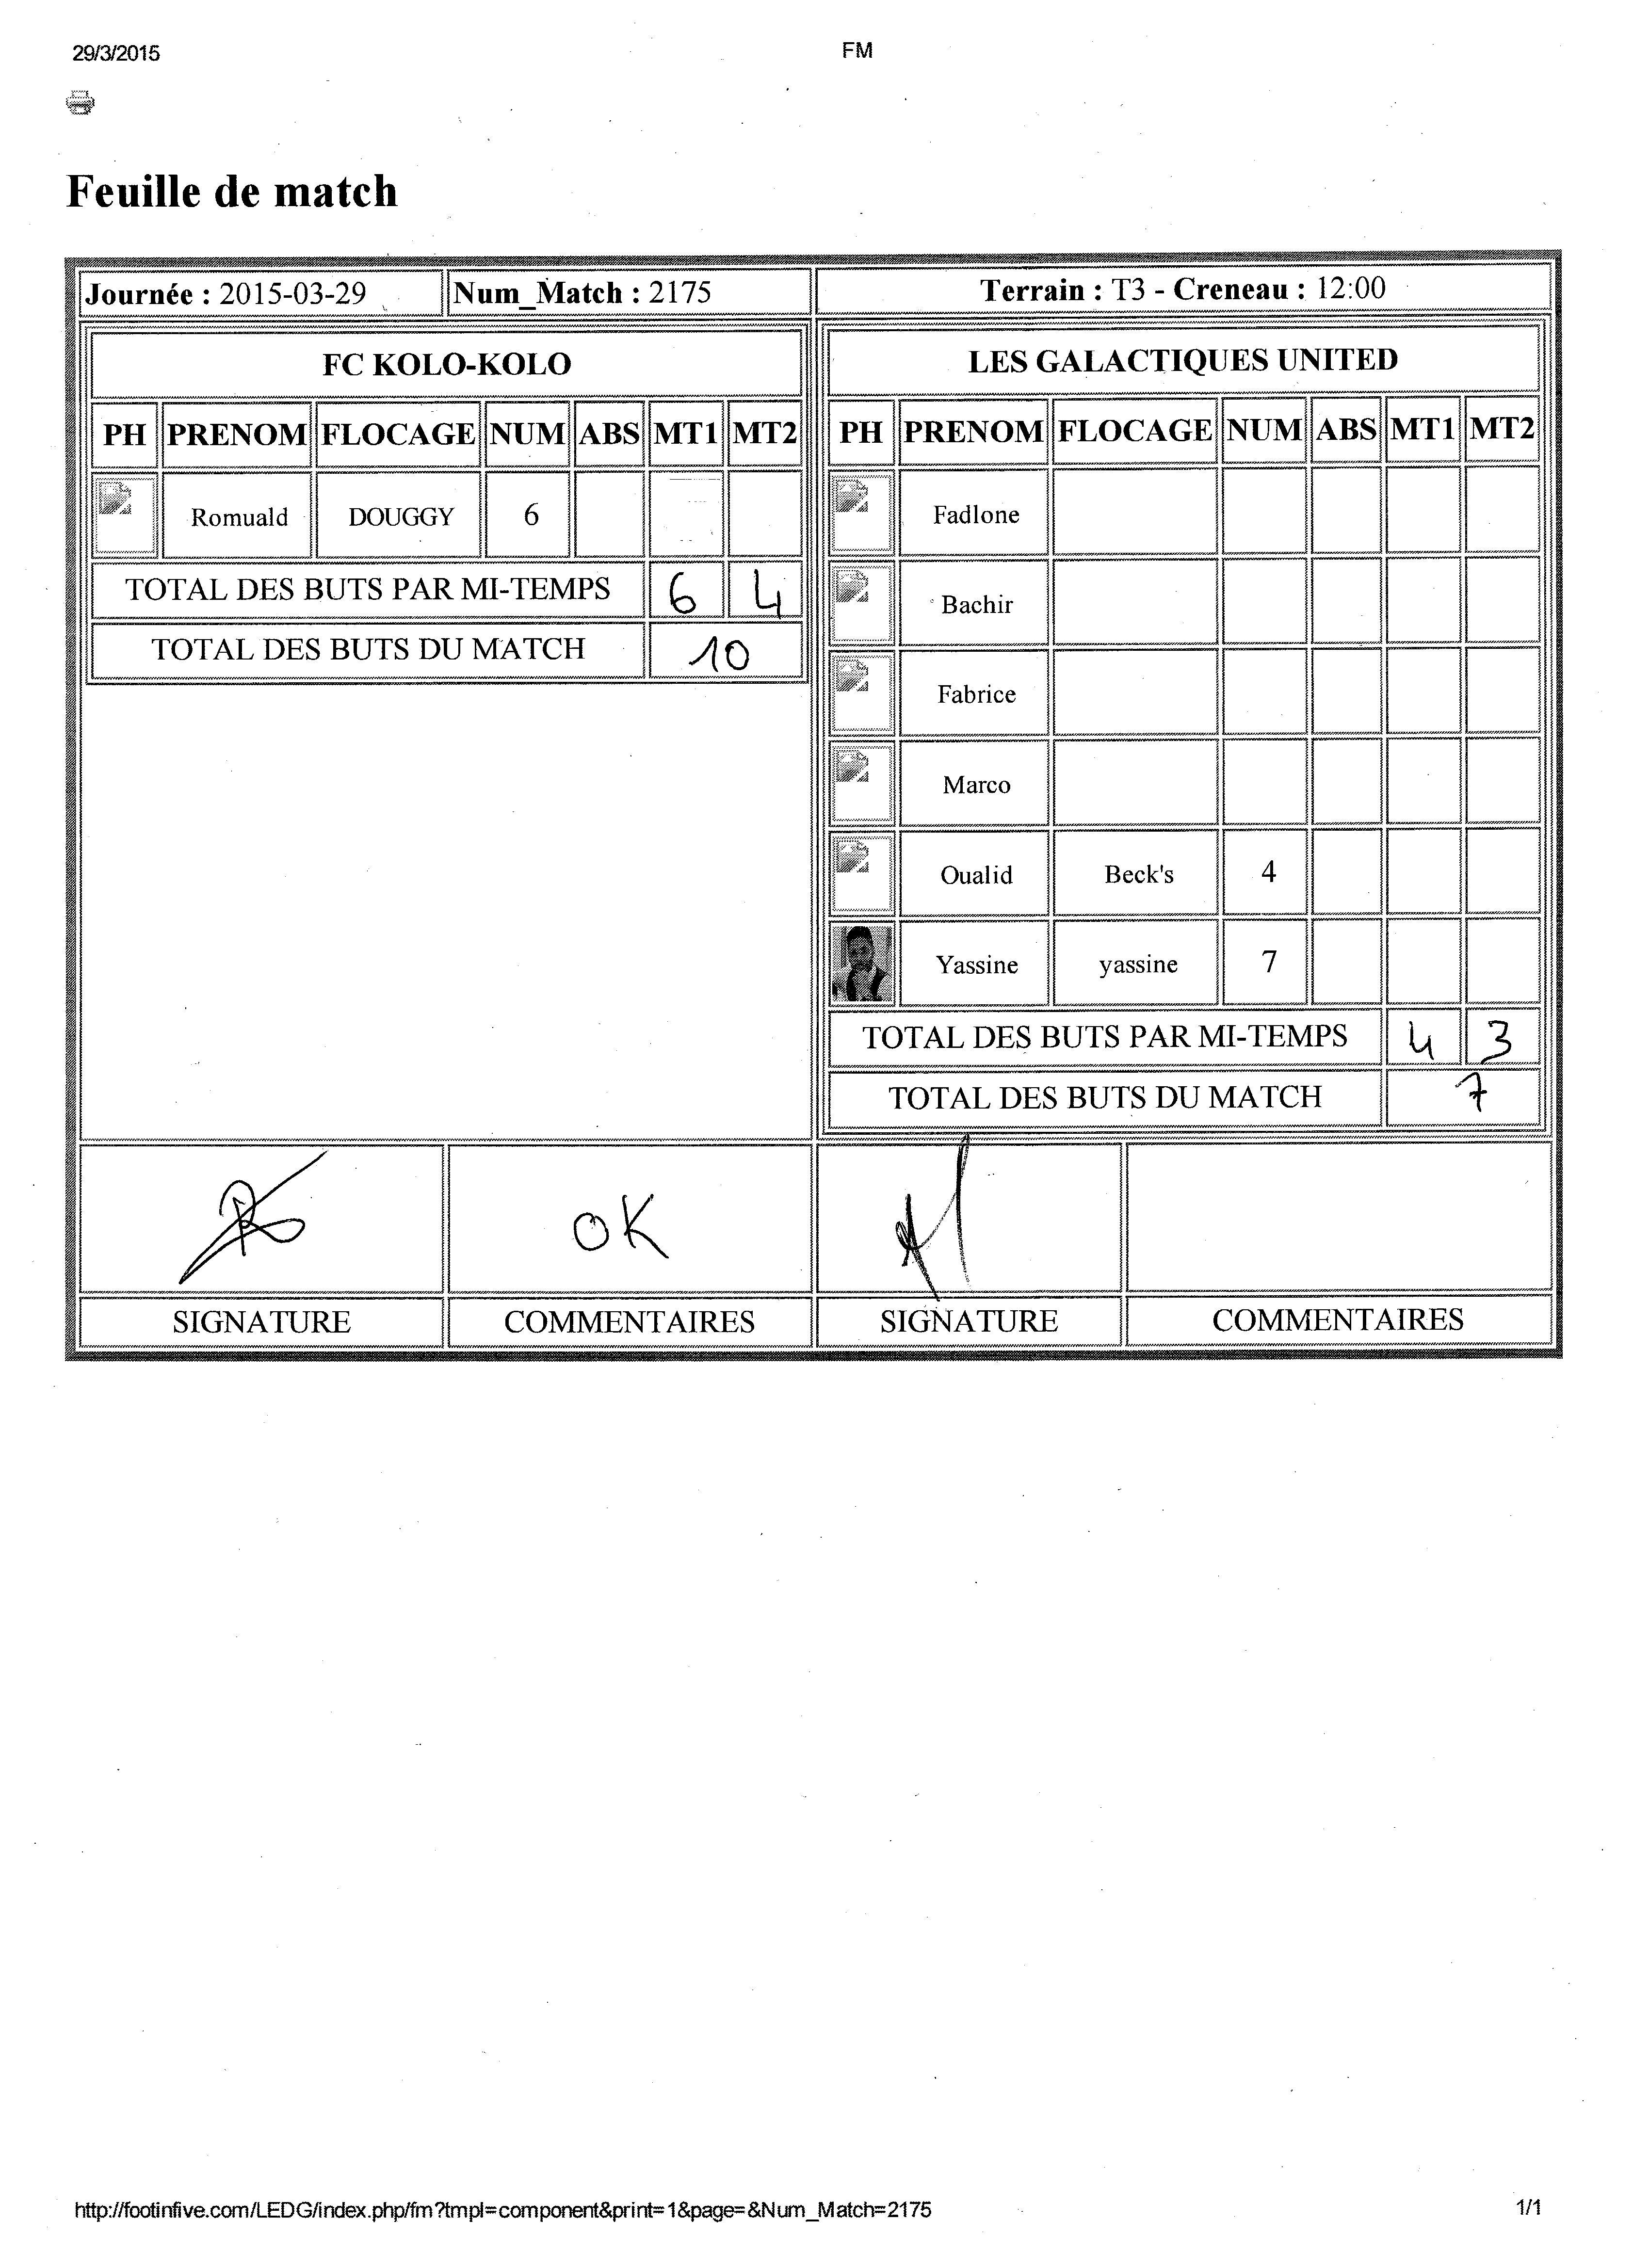 29/3/2015
FM
Feuille de match
Journée : 2015-03-29
Num_Match : 2175
Terrain : T3 - Creneau : 12:00
FC KOLO-KOLO
PH PRENOM FLOCAGE NUM ABS MT1 MT2
Romuald DOUGGY 6
TOTAL DES BUTS PAR MI-TEMPS 6 4
TOTAL DES BUTS DU MATCH 10
LES GALACTIQUES UNITED
PH PRENOM FLOCAGE NUM ABS MT1 MT2
Fadlone
Bachir
Fabrice
Marco
Oualid Beck's 4
Yassine yassine 7
TOTAL DES BUTS PAR MI-TEMPS 4 3
TOTAL DES BUTS DU MATCH 7
OK
SIGNATURE COMMENTAIRES SIGNATURE COMMENTAIRES
http://footinfive.com/LEDG/index.php/fm?tmpl=component&print=1&page=&Num_Match=2175
1/1